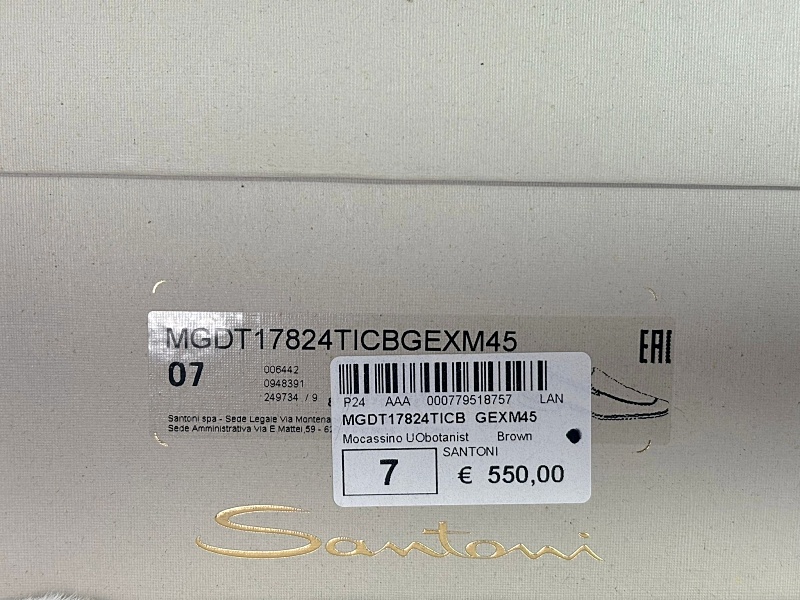 MGDT17824TICBGEXM45
EAC
07
006442
0948391
249734 / 9
Santoni spa - Sede Legale Via Montena
Sede Amministrativa Via E.Mattei,59 - 62
P24 AAA 000779518757 LAN
MGDT17824TICB GEXM45
Mocassino UObotanist Brown
SANTONI
7
€ 550,00
Santoni